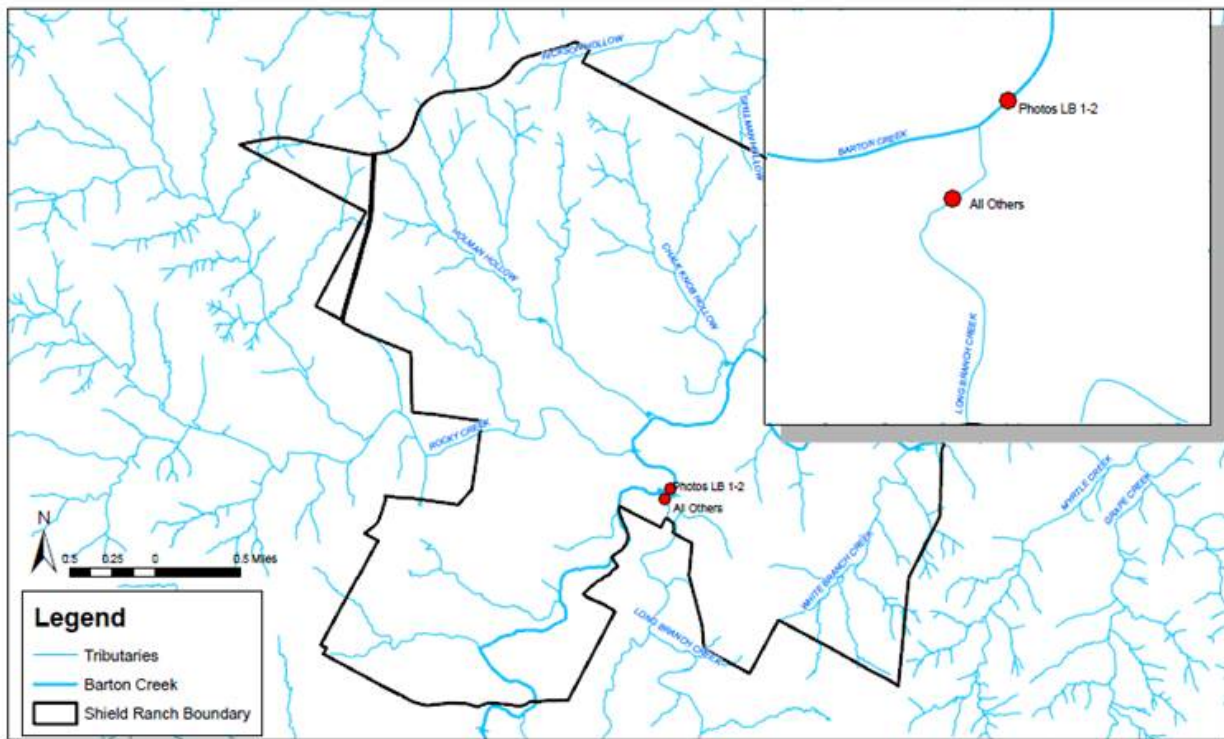 HOLLOW
SPILLMAN HOLLOW
HOLMAN HOLLOW
CHALK KNOB HOLLOW
BARTON CREEK
Photos LB 1-2
All Others
LONG BRANCH CREEK
ROCKY CREEK
Photos LB 1-2
All Others
MYRTLE CREEK
GRAPE CREEK
WHITE BRANCH CREEK
LONG BRANCH CREEK
N
0.5 0.25 0 0.5 Miles
Legend
Tributaries
Barton Creek
Shield Ranch Boundary